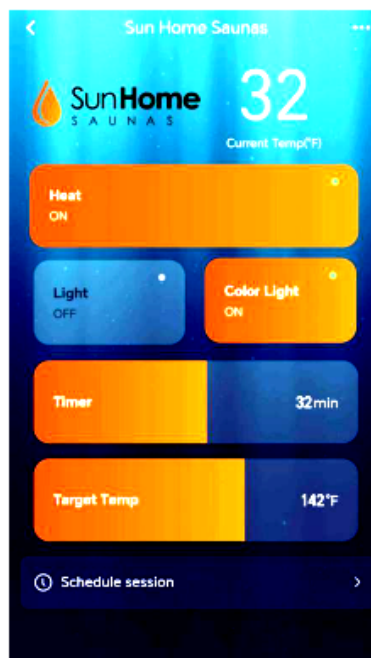 Sun Home Saunas
SunHome
SAUNAS
32
Current Temp(°F)
Heat
ON
Light
OFF
Color Light
ON
Timer
32min
Target Temp
142°F
Schedule session